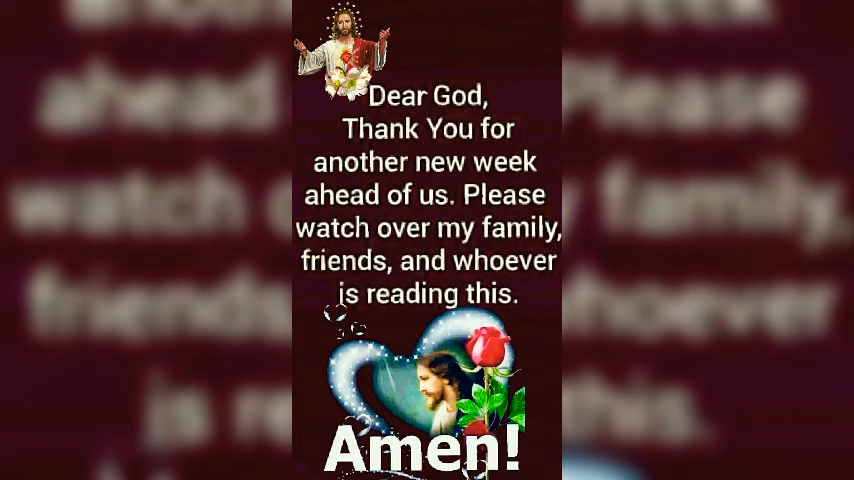 Dear God,
Thank You for
another new week
ahead of us. Please
watch over my family,
friends, and whoever
is reading this.
Amen!